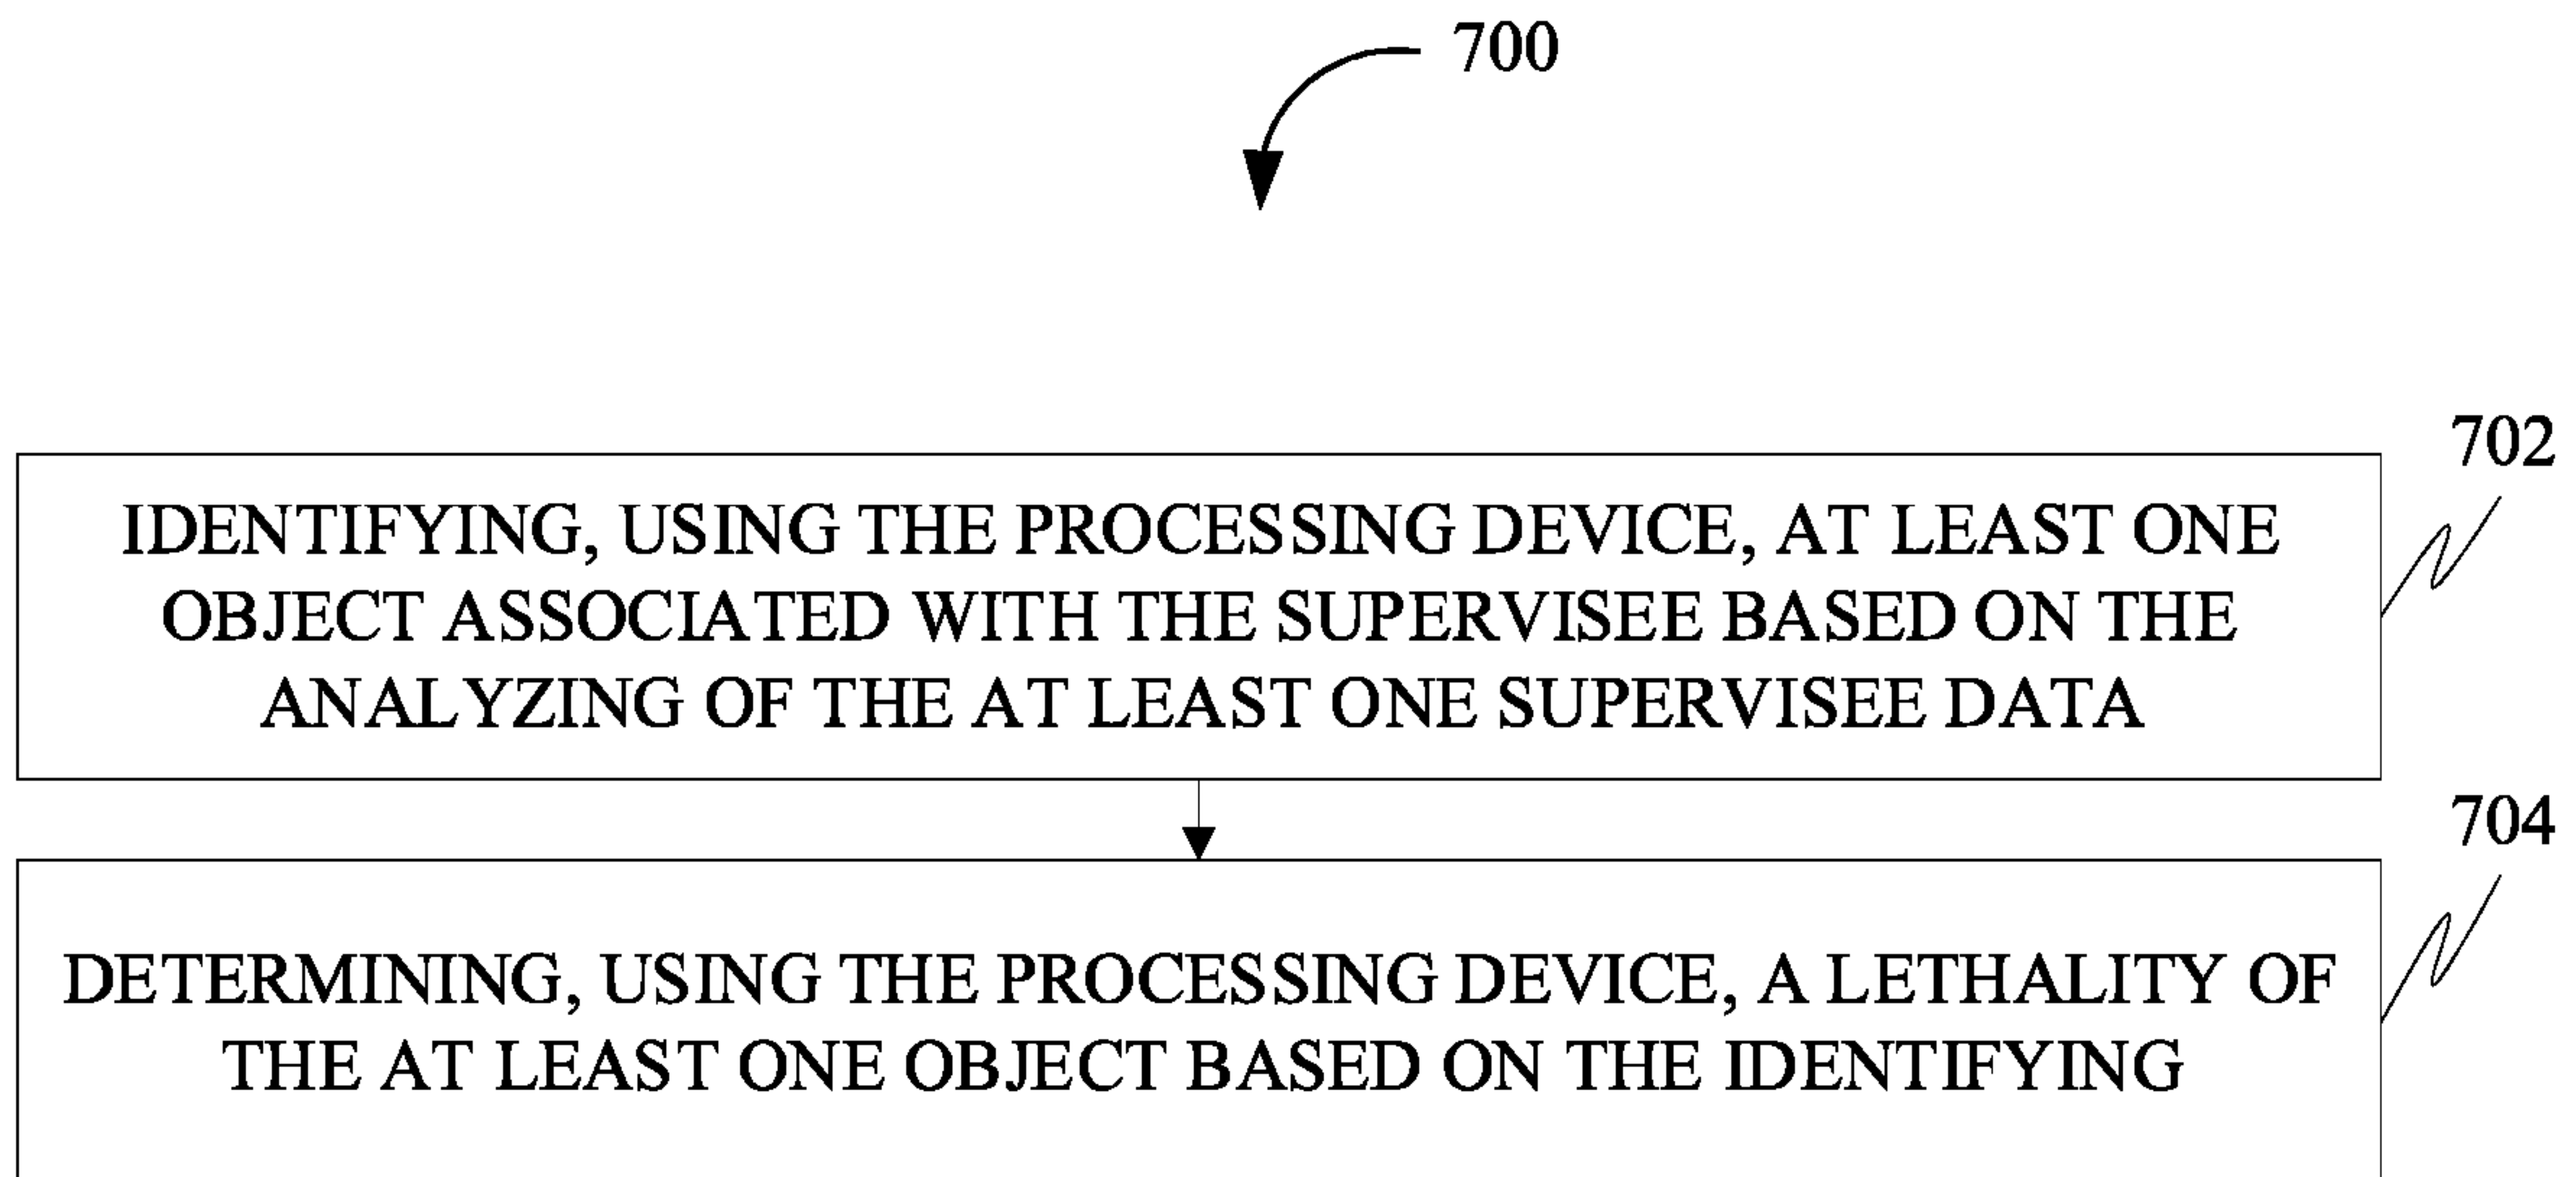 700
702
IDENTIFYING, USING THE PROCESSING DEVICE, AT LEAST ONE
OBJECT ASSOCIATED WITH THE SUPERVISEE BASED ON THE
ANALYZING OF THE AT LEAST ONE SUPERVISEE DATA
704
DETERMINING, USING THE PROCESSING DEVICE, A LETHALITY OF
THE AT LEAST ONE OBJECT BASED ON THE IDENTIFYING